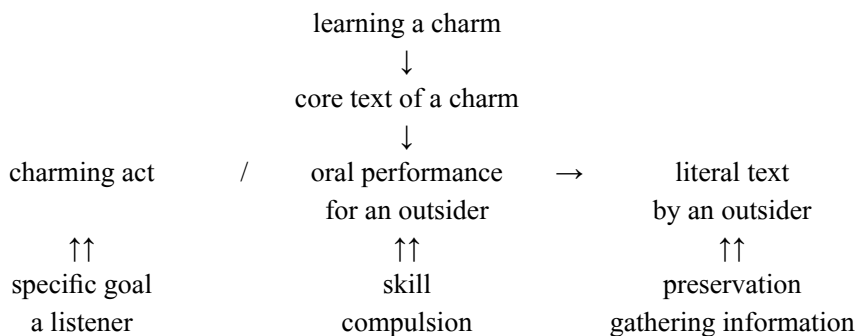 learning a charm
↓
core text of a charm
↓
charming act / oral performance → literal text
for an outsider by an outsider
↑↑ ↑↑ ↑↑
specific goal skill preservation
a listener compulsion gathering information